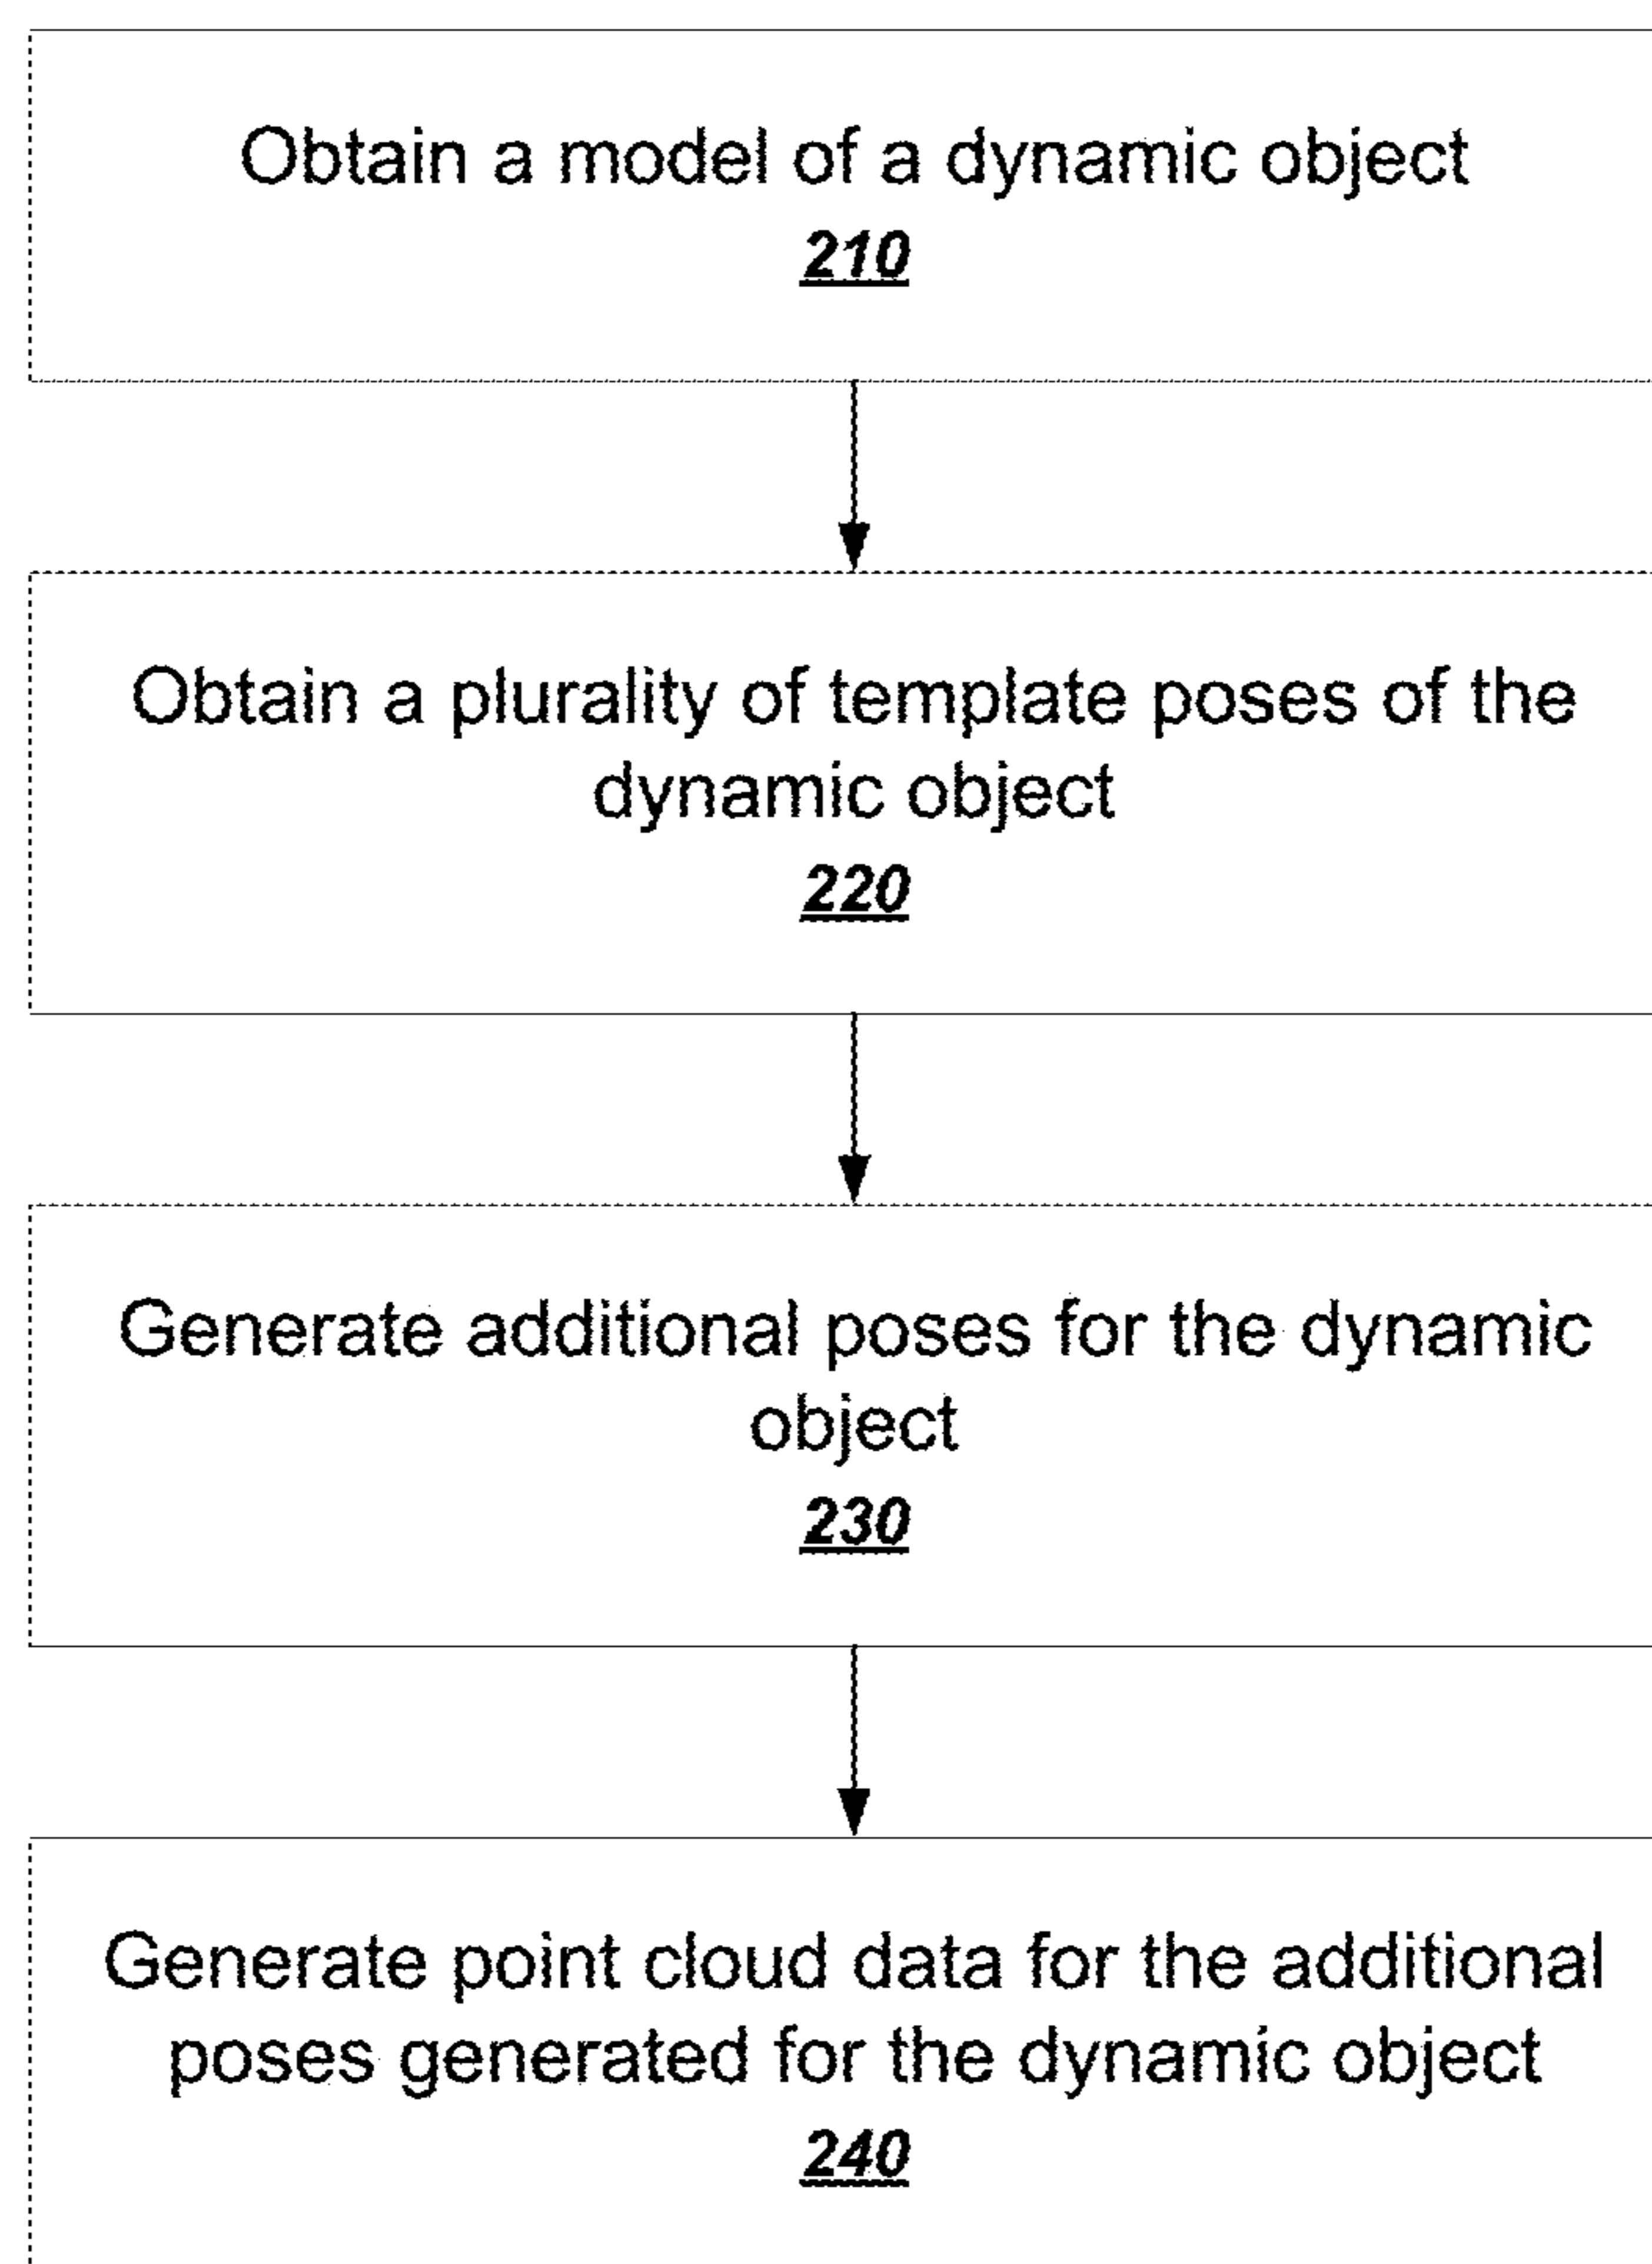 Obtain a model of a dynamic object
210
Obtain a plurality of template poses of the
dynamic object
220
Generate additional poses for the dynamic
object
230
Generate point cloud data for the additional
poses generated for the dynamic object
240